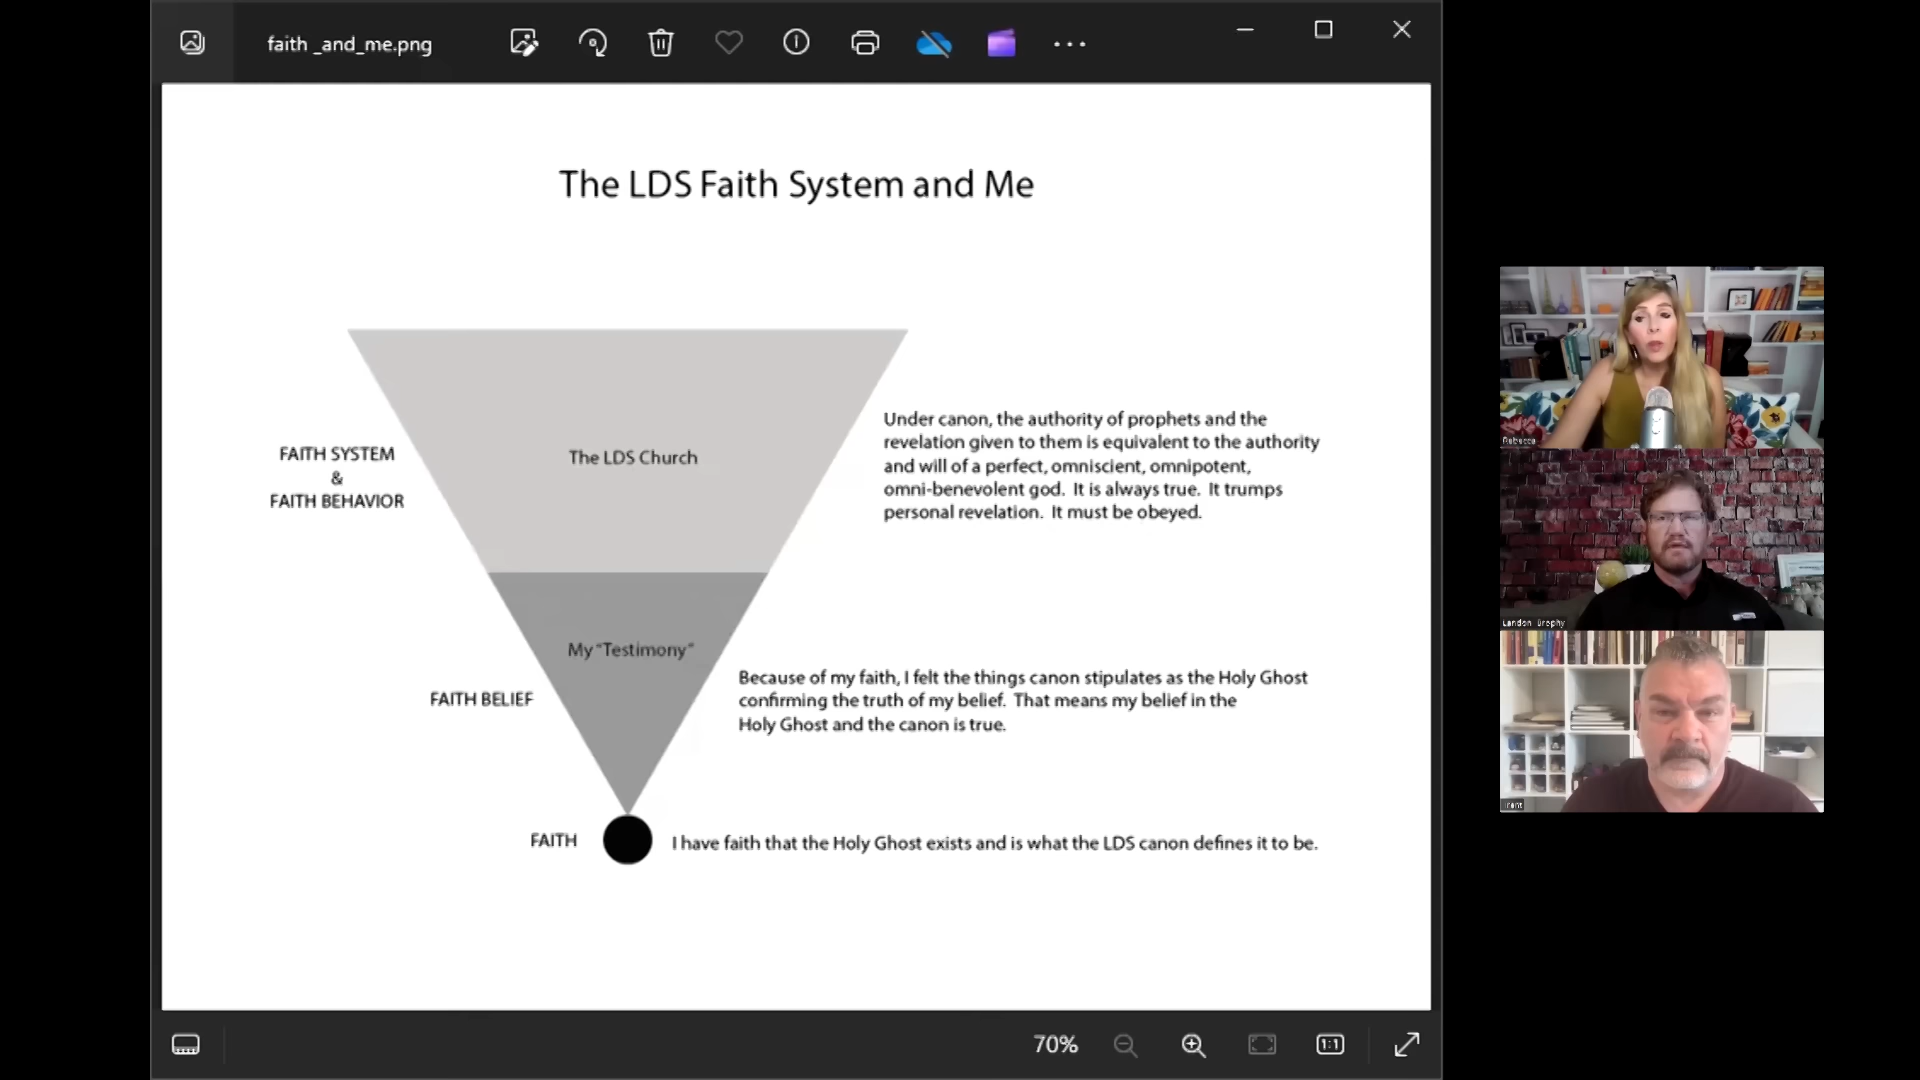 faith _and_me.png
The LDS Faith System and Me
The LDS Church
FAITH SYSTEM
&
FAITH BEHAVIOR
Under canon, the authority of prophets and the
revelation given to them is equivalent to the authority
and will of a perfect, omniscient, omnipotent,
omni-benevolent god. It is always true. It trumps
personal revelation. It must be obeyed.
My "Testimony"
FAITH BELIEF
Because of my faith, I felt the things canon stipulates as the Holy Ghost
confirming the truth of my belief. That means my belief in the
Holy Ghost and the canon is true.
FAITH
I have faith that the Holy Ghost exists and is what the LDS canon defines it to be.
70%
1:1
Rebecca
Landon Brophy